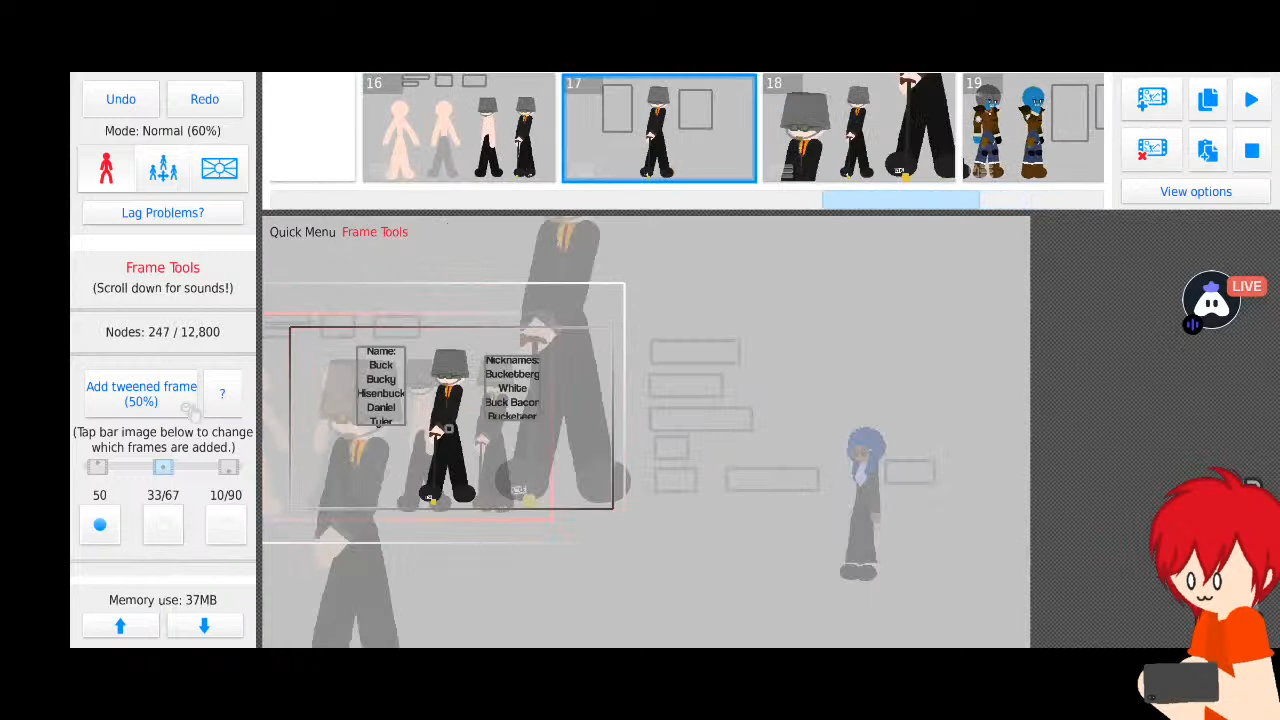 Undo
Redo
Mode: Normal (60%)
Lag Problems?
16
17
18
19
View options
Quick Menu Frame Tools
Frame Tools
(Scroll down for sounds!)
Nodes: 247 / 12,800
Add tweened frame
(50%)
?
(Tap bar image below to change
which frames are added.)
50
33/67
10/90
Memory use: 37MB
Name:
Buck
Bucky
Hisenbuck
Daniel
Tyler
Nicknames:
Bucketberg
White
Buck Bacon
Bucketeer
LIVE